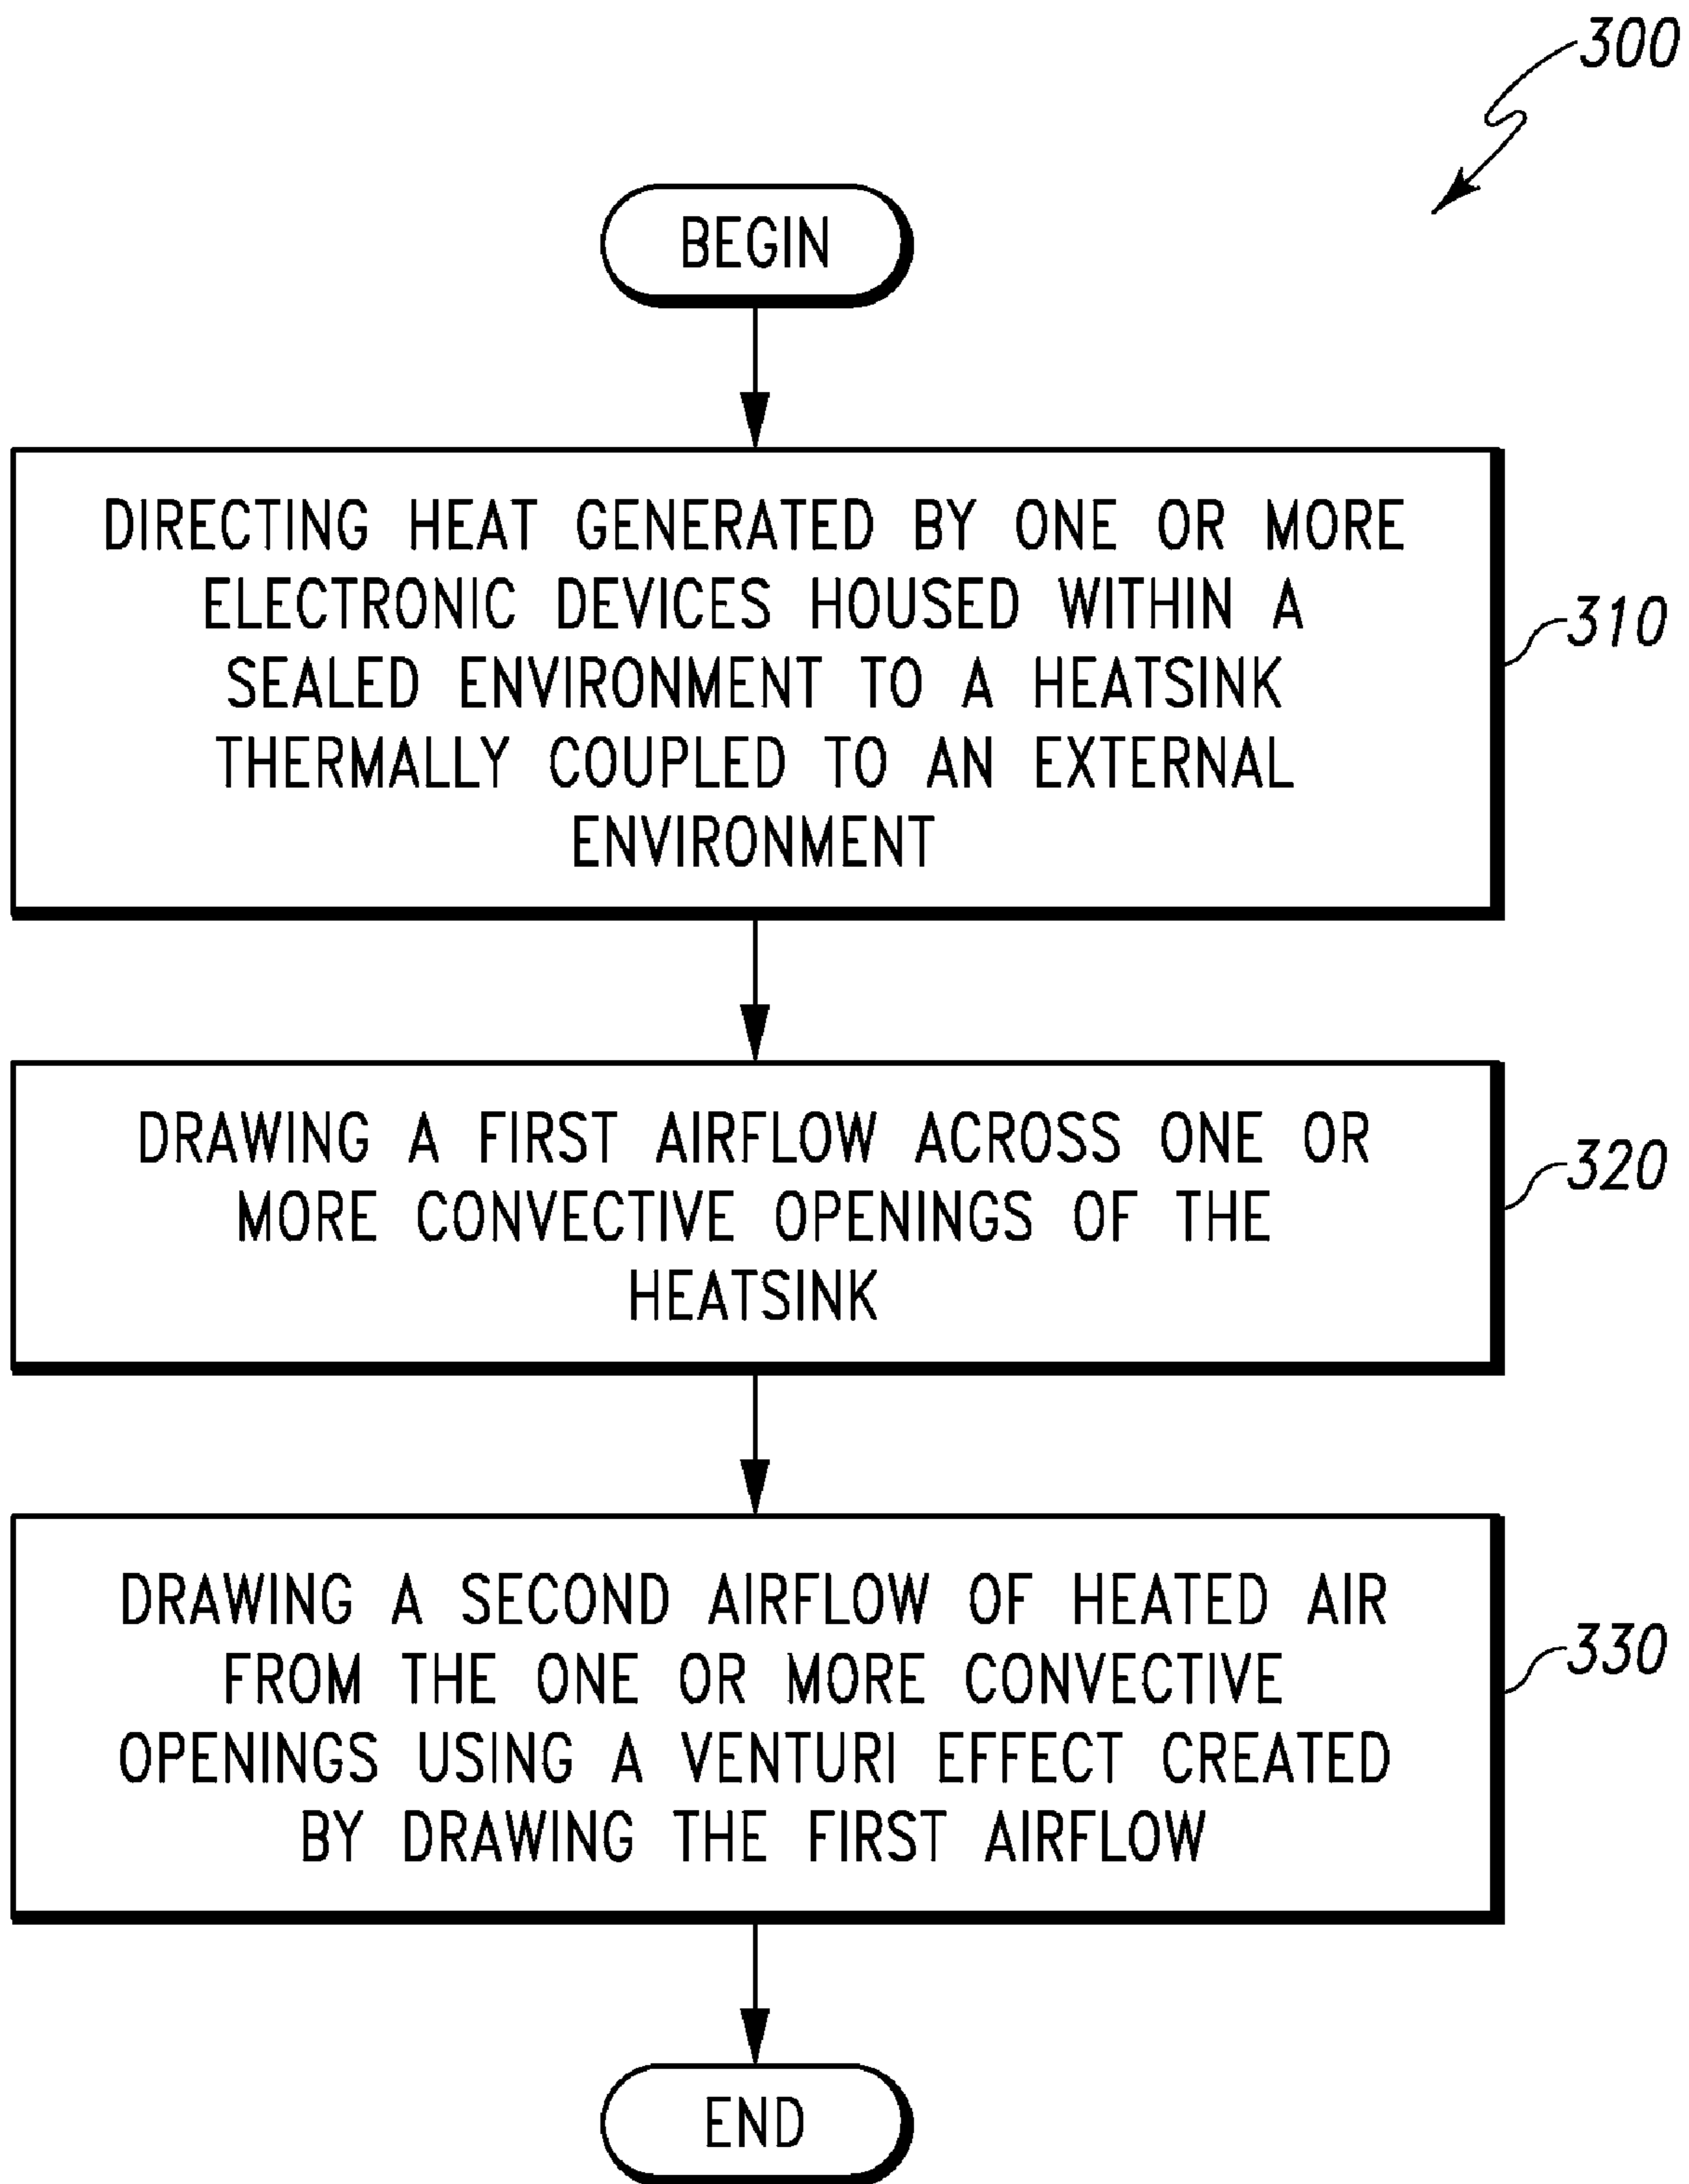 300
BEGIN
DIRECTING HEAT GENERATED BY ONE OR MORE
ELECTRONIC DEVICES HOUSED WITHIN A
SEALED ENVIRONMENT TO A HEATSINK
THERMALLY COUPLED TO AN EXTERNAL
ENVIRONMENT
310
DRAWING A FIRST AIRFLOW ACROSS ONE OR
MORE CONVECTIVE OPENINGS OF THE
HEATSINK
320
DRAWING A SECOND AIRFLOW OF HEATED AIR
FROM THE ONE OR MORE CONVECTIVE
OPENINGS USING A VENTURI EFFECT CREATED
BY DRAWING THE FIRST AIRFLOW
330
END